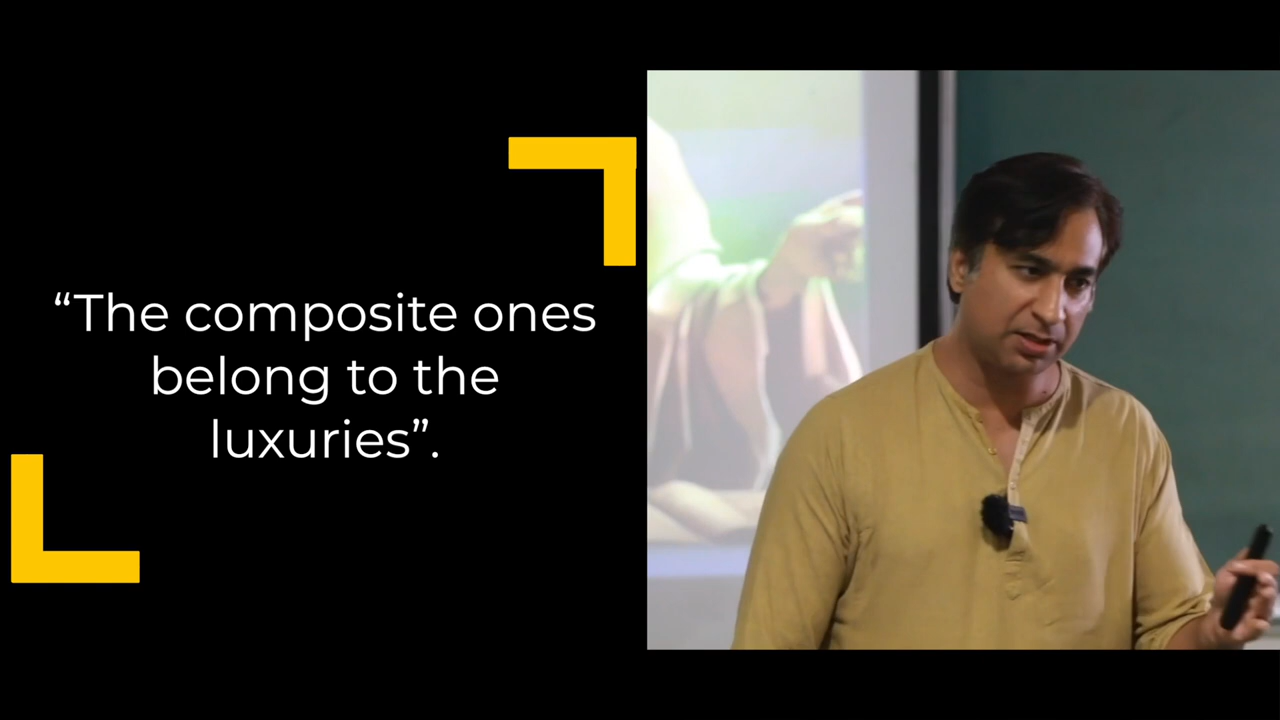 “The composite ones
belong to the
luxuries”.